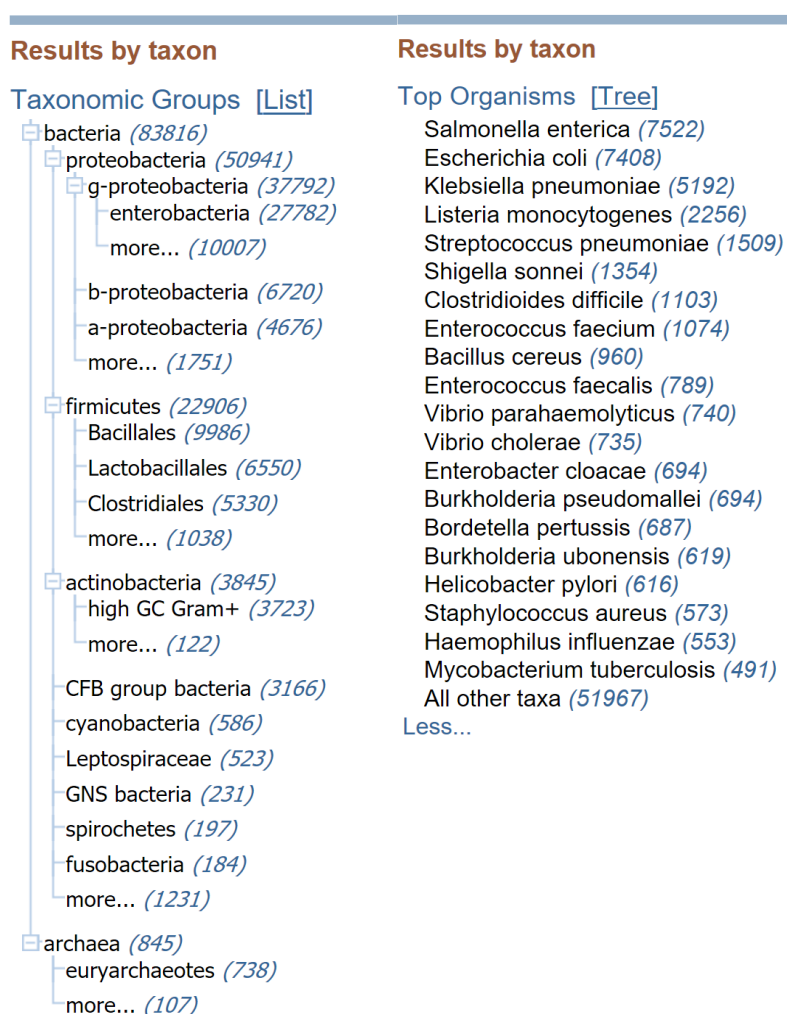 Results by taxon
Taxonomic Groups [List]
bacteria (83816)
proteobacteria (50941)
g-proteobacteria (37792)
enterobacteria (27782)
more... (10007)
b-proteobacteria (6720)
a-proteobacteria (4676)
more... (1751)
firmicutes (22906)
Bacillales (9986)
Lactobacillales (6550)
Clostridiales (5330)
more... (1038)
actinobacteria (3845)
high GC Gram+ (3723)
more... (122)
CFB group bacteria (3166)
cyanobacteria (586)
Leptospiraceae (523)
GNS bacteria (231)
spirochetes (197)
fusobacteria (184)
more... (1231)
archaea (845)
euryarchaeotes (738)
more... (107)
Results by taxon
Top Organisms [Tree]
Salmonella enterica (7522)
Escherichia coli (7408)
Klebsiella pneumoniae (5192)
Listeria monocytogenes (2256)
Streptococcus pneumoniae (1509)
Shigella sonnei (1354)
Clostridioides difficile (1103)
Enterococcus faecium (1074)
Bacillus cereus (960)
Enterococcus faecalis (789)
Vibrio parahaemolyticus (740)
Vibrio cholerae (735)
Enterobacter cloacae (694)
Burkholderia pseudomallei (694)
Bordetella pertussis (687)
Burkholderia ubonensis (619)
Helicobacter pylori (616)
Staphylococcus aureus (573)
Haemophilus influenzae (553)
Mycobacterium tuberculosis (491)
All other taxa (51967)
Less...